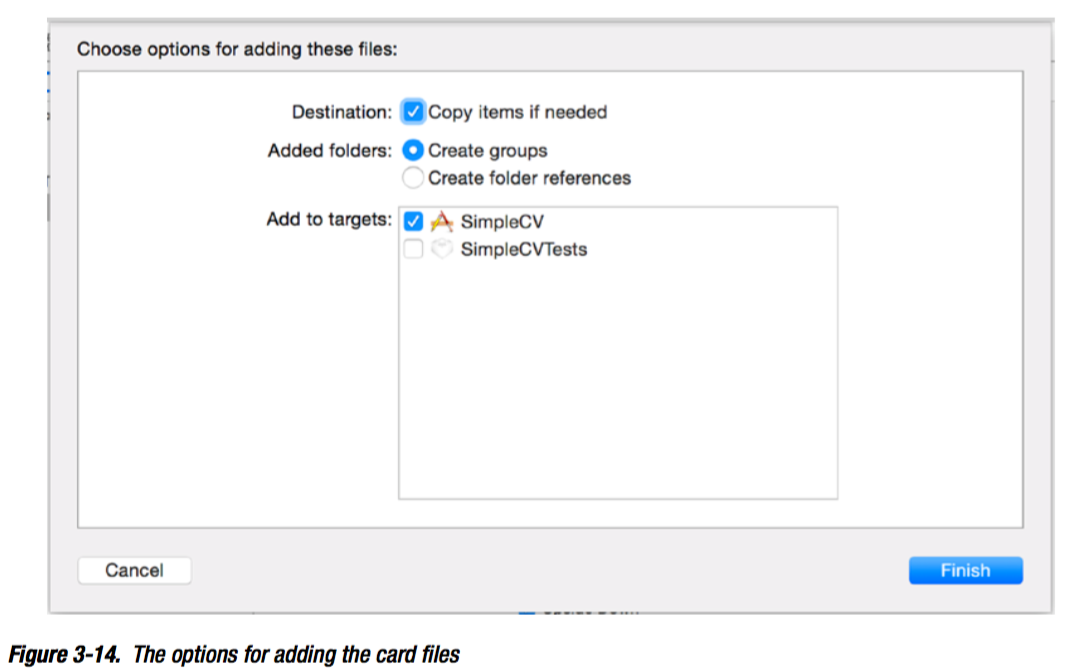 Choose options for adding these files:
Destination: Copy items if needed
Added folders: Create groups
Create folder references
Add to targets: SimpleCV
SimpleCVTests
Cancel Finish
Figure 3-14. The options for adding the card files